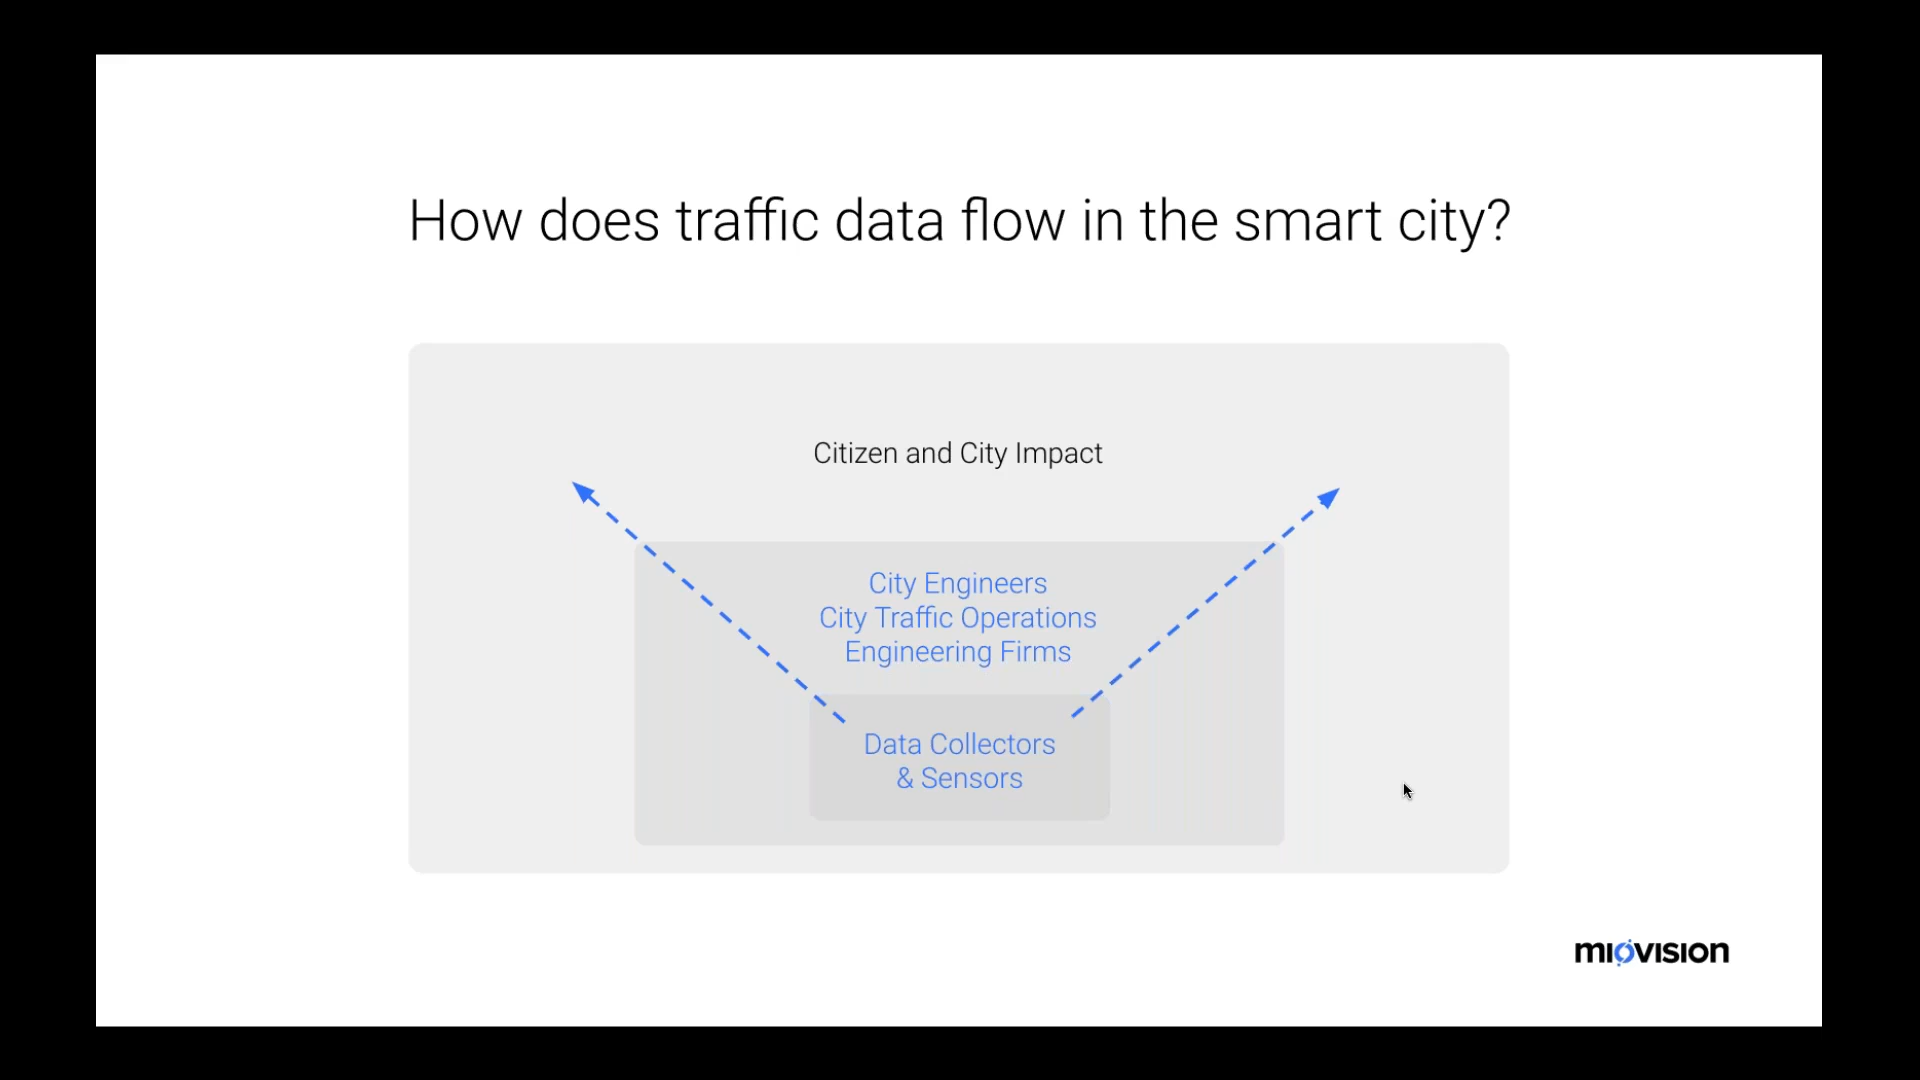 How does traffic data flow in the smart city?
Citizen and City Impact
City Engineers
City Traffic Operations
Engineering Firms
Data Collectors
& Sensors
miovision